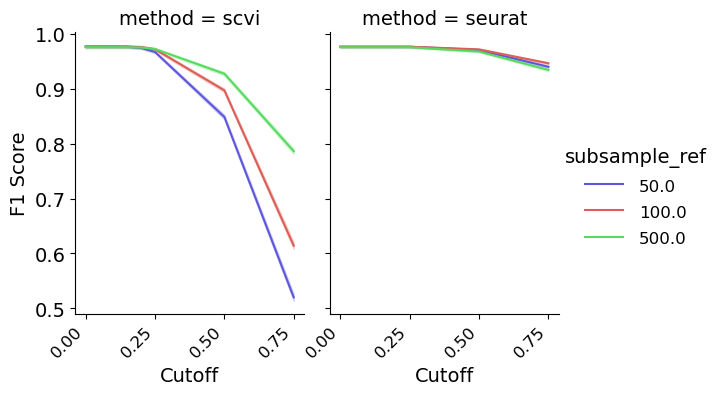 method = scvi
method = seurat
F1 Score
1.0
0.9
0.8
0.7
0.6
0.5
0.00
0.25
0.50
0.75
0.00
0.25
0.50
0.75
Cutoff
Cutoff
subsample_ref
50.0
100.0
500.0